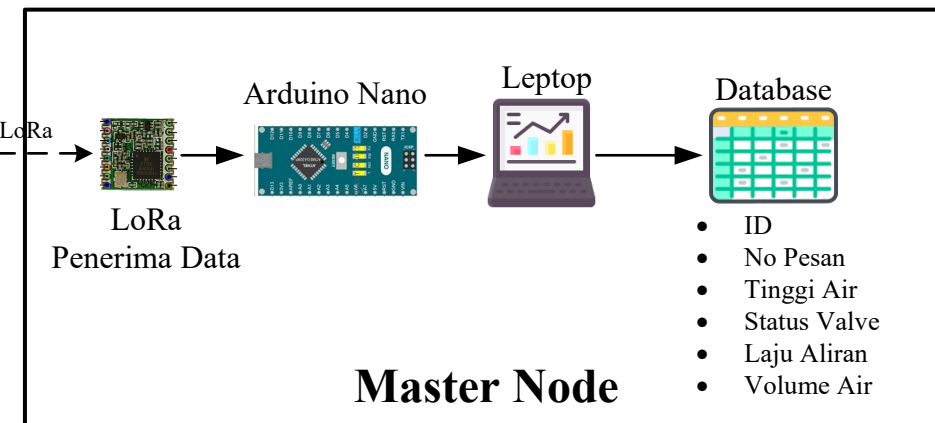 LoRa
LoRa
Penerima Data
Arduino Nano
NANO
Leptop
Database
• ID
• No Pesan
• Tinggi Air
• Status Valve
• Laju Aliran
• Volume Air
Master Node